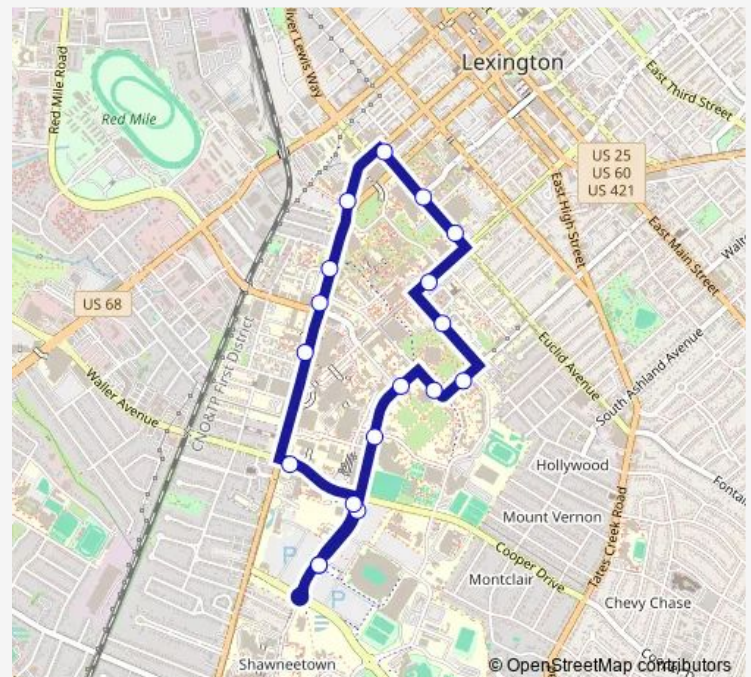 Red Mile Road
Oliver Lewis Way
Lexington
East Third Street
Red Mile
US 25
US 60
US 421
East High Street
East Main Street
US 68
CNO&TP First District
Euclid Avenue
South Ashland Avenue
Waller Avenue
Hollywood
Mount Vernon
Tates Creek Road
P
Cooper Drive
Montclair
P
Chevy Chase
Shawneetown
© OpenStreetMap contributors